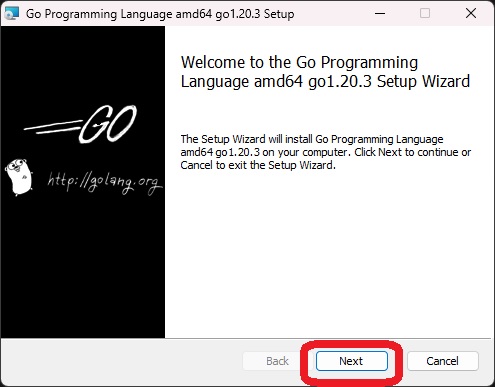 Go Programming Language amd64 go1.20.3 Setup
Welcome to the Go Programming
Language amd64 go1.20.3 Setup Wizard
GO
http://golang.org
The Setup Wizard will install Go Programming Language
amd64 go1.20.3 on your computer. Click Next to continue or
Cancel to exit the Setup Wizard.
Back
Next
Cancel